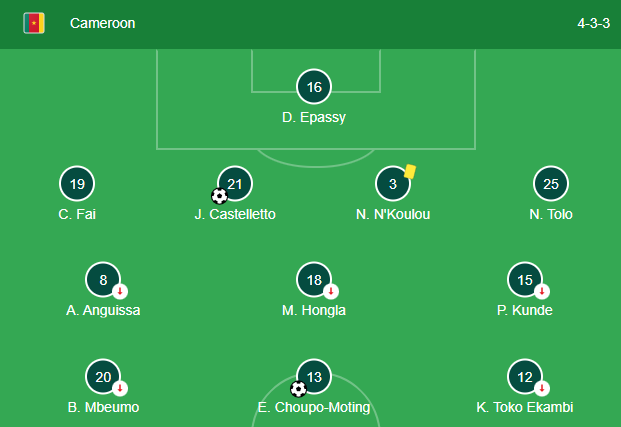 Cameroon 4-3-3
16
D. Epassy
19 21 3 25
C. Fai J. Castelletto N. N'Koulou N. Tolo
8 18 15
A. Anguissa M. Hongla P. Kunde
20 13 12
B. Mbeumo E. Choupo-Moting K. Toko Ekambi